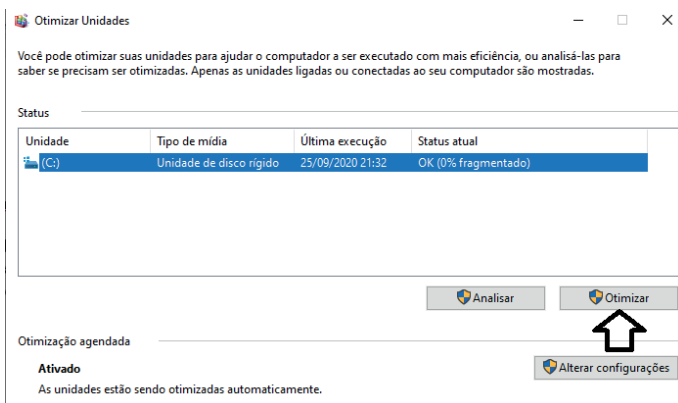 Otimizar Unidades
Você pode otimizar suas unidades para ajudar o computador a ser executado com mais eficiência, ou analisá-las para
saber se precisam ser otimizadas. Apenas as unidades ligadas ou conectadas ao seu computador são mostradas.
Status
Unidade Tipo de mídia Última execução Status atual
(C:) Unidade de disco rígido 25/09/2020 21:32 OK (0% fragmentado)
Analisar Otimizar
Otimização agendada
Ativado Alterar configurações
As unidades estão sendo otimizadas automaticamente.